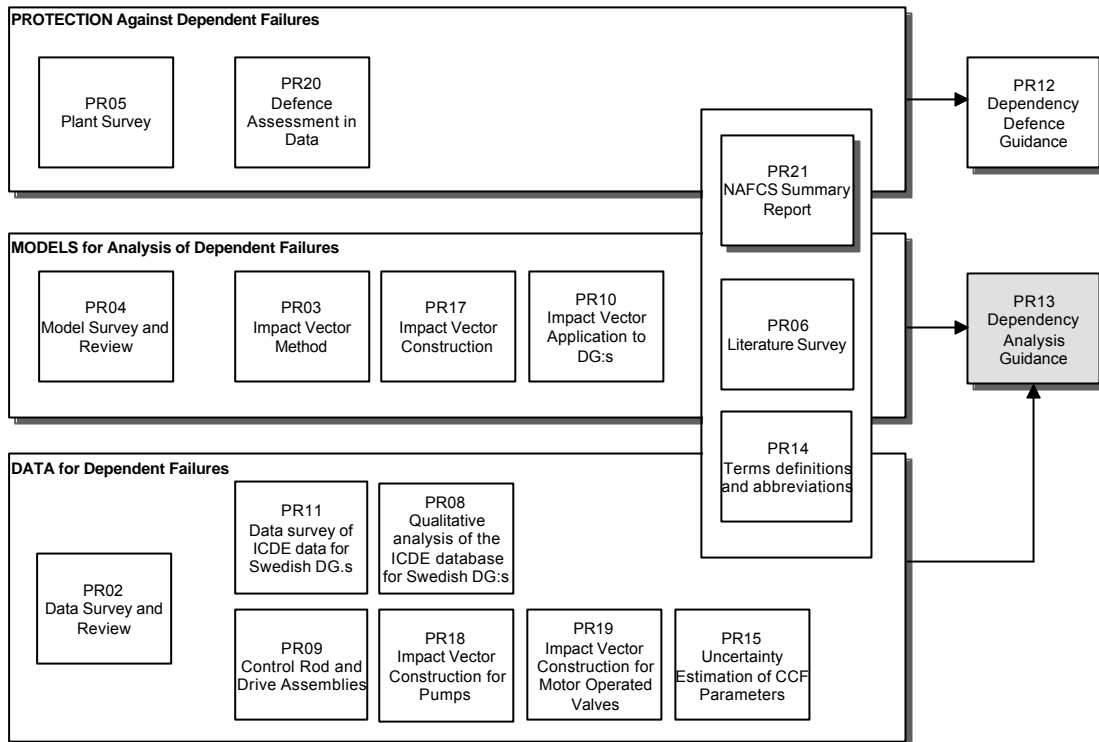 PROTECTION Against Dependent Failures
PR05
Plant Survey
PR20
Defence
Assessment in
Data
PR12
Dependency
Defence
Guidance
PR21
NAFCS Summary
Report
MODELS for Analysis of Dependent Failures
PR04
Model Survey and
Review
PR03
Impact Vector
Method
PR17
Impact Vector
Construction
PR10
Impact Vector
Application to
DG:s
PR06
Literature Survey
PR13
Dependency
Analysis
Guidance
PR14
Terms definitions
and abbreviations
DATA for Dependent Failures
PR02
Data Survey and
Review
PR11
Data survey of
ICDE data for
Swedish DG.s
PR08
Qualitative
analysis of the
ICDE database
for Swedish DG:s
PR09
Control Rod and
Drive Assemblies
PR18
Impact Vector
Construction for
Pumps
PR19
Impact Vector
Construction for
Motor Operated
Valves
PR15
Uncertainty
Estimation of CCF
Parameters